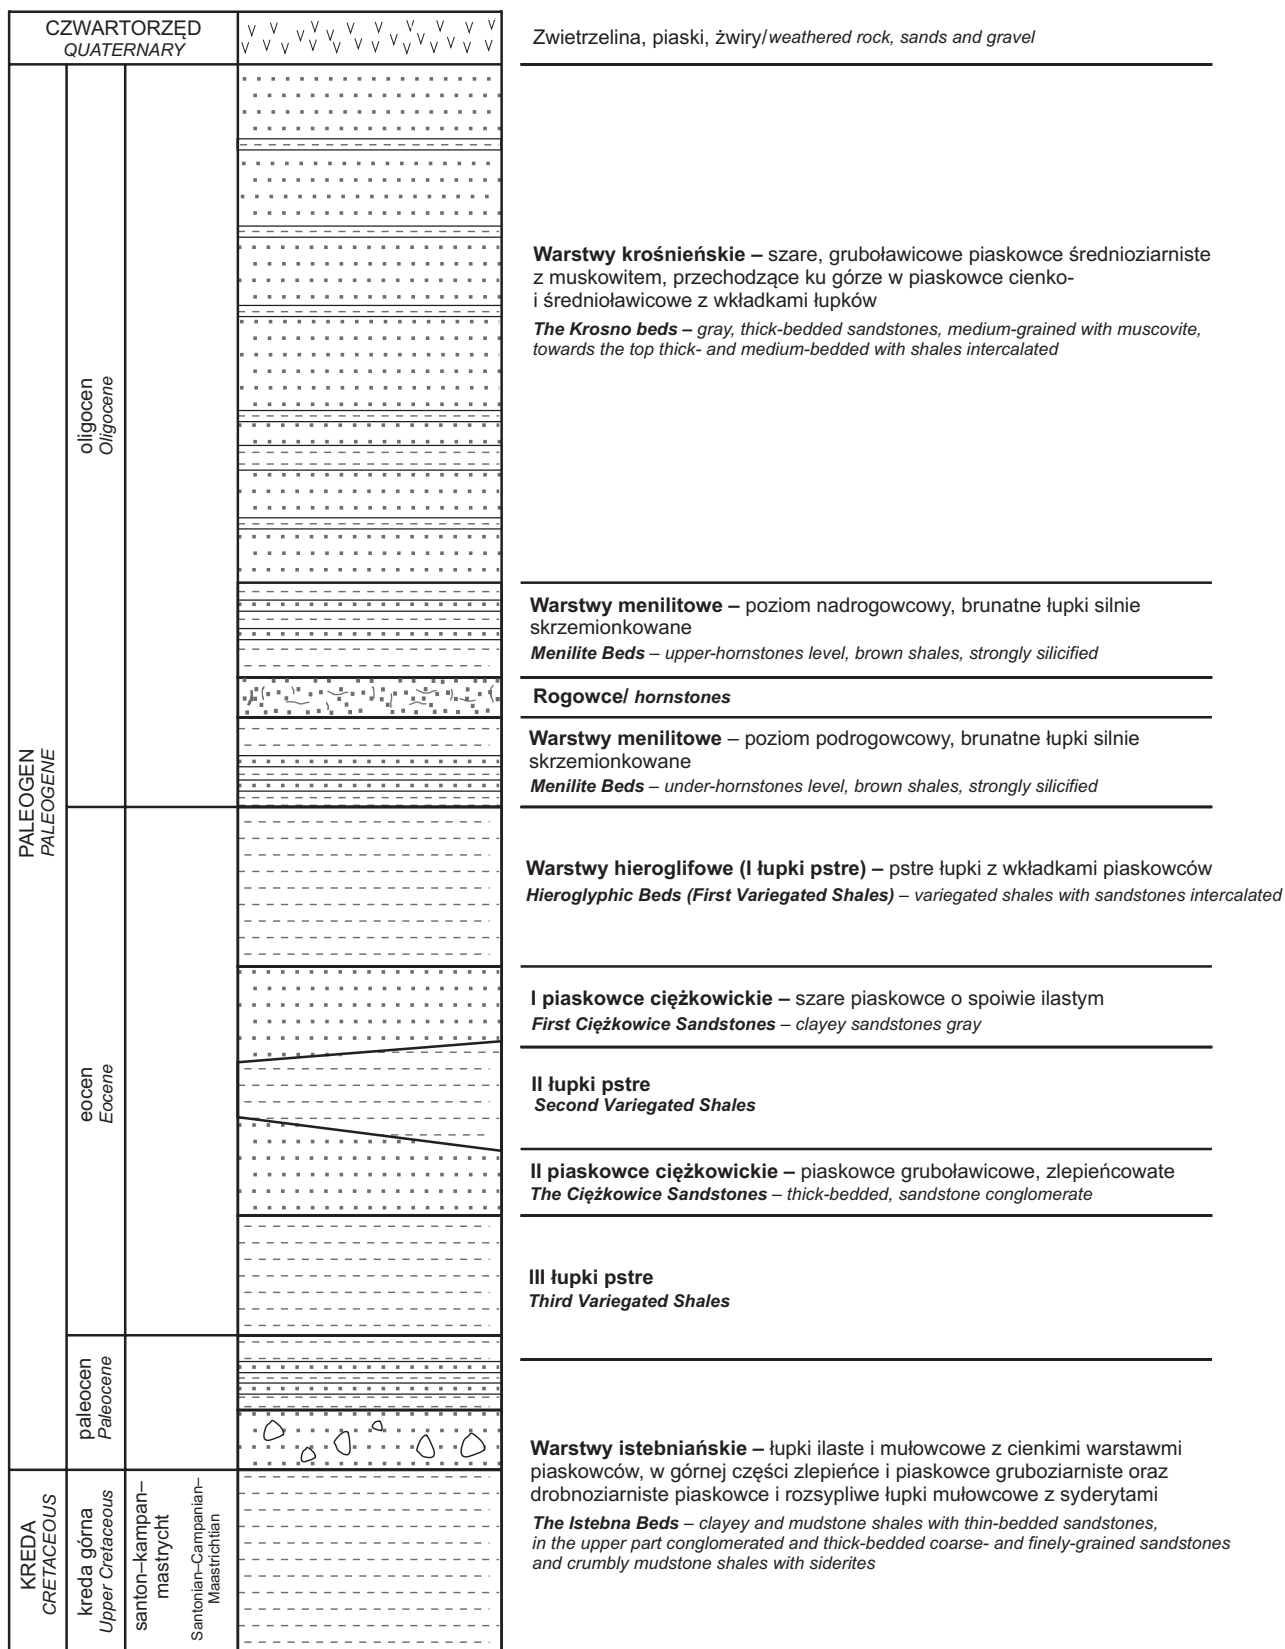 CZWARTORZĘD
QUATERNARY
Zwietrzelina, piaski, żwiry/weathered rock, sands and gravel
PALEOGEN
PALEOGENE
oligocen
Oligocene
Warstwy krośnieńskie – szare, gruboławicowe piaskowce średnioziarniste
z muskowitem, przechodzące ku górze w piaskowce cienko-
i średnioławicowe z wkładkami łupków
The Krosno beds – gray, thick-bedded sandstones, medium-grained with muscovite,
towards the top thick- and medium-bedded with shales intercalated
Warstwy menilitowe – poziom nadrogowcowy, brunatne łupki silnie
skrzemionkowane
Menilite Beds – upper-hornstones level, brown shales, strongly silicified
Rogowce/ hornstones
Warstwy menilitowe – poziom podrogowcowy, brunatne łupki silnie
skrzemionkowane
Menilite Beds – under-hornstones level, brown shales, strongly silicified
eocen
Eocene
Warstwy hieroglifowe (I łupki pstre) – pstre łupki z wkładkami piaskowców
Hieroglyphic Beds (First Variegated Shales) – variegated shales with sandstones intercalated
I piaskowce ciężkowickie – szare piaskowce o spoiwie ilastym
First Ciężkowice Sandstones – clayey sandstones gray
II łupki pstre
Second Variegated Shales
II piaskowce ciężkowickie – piaskowce gruboławicowe, zlepieńcowate
The Ciężkowice Sandstones – thick-bedded, sandstone conglomerate
III łupki pstre
Third Variegated Shales
paleocen
Paleocene
Warstwy istebniańskie – łupki ilaste i mułowcowe z cienkimi warstawmi
piaskowców, w górnej części zlepieńce i piaskowce gruboziarniste oraz
drobnoziarniste piaskowce i rozsypliwe łupki mułowcowe z syderytami
The Istebna Beds – clayey and mudstone shales with thin-bedded sandstones,
in the upper part conglomerated and thick-bedded coarse- and finely-grained sandstones
and crumbly mudstone shales with siderites
KREDA
CRETACEOUS
kreda górna
Upper Cretaceous
santon–kampan–
mastrycht
Santonian–Campanian–
Maastrichtian